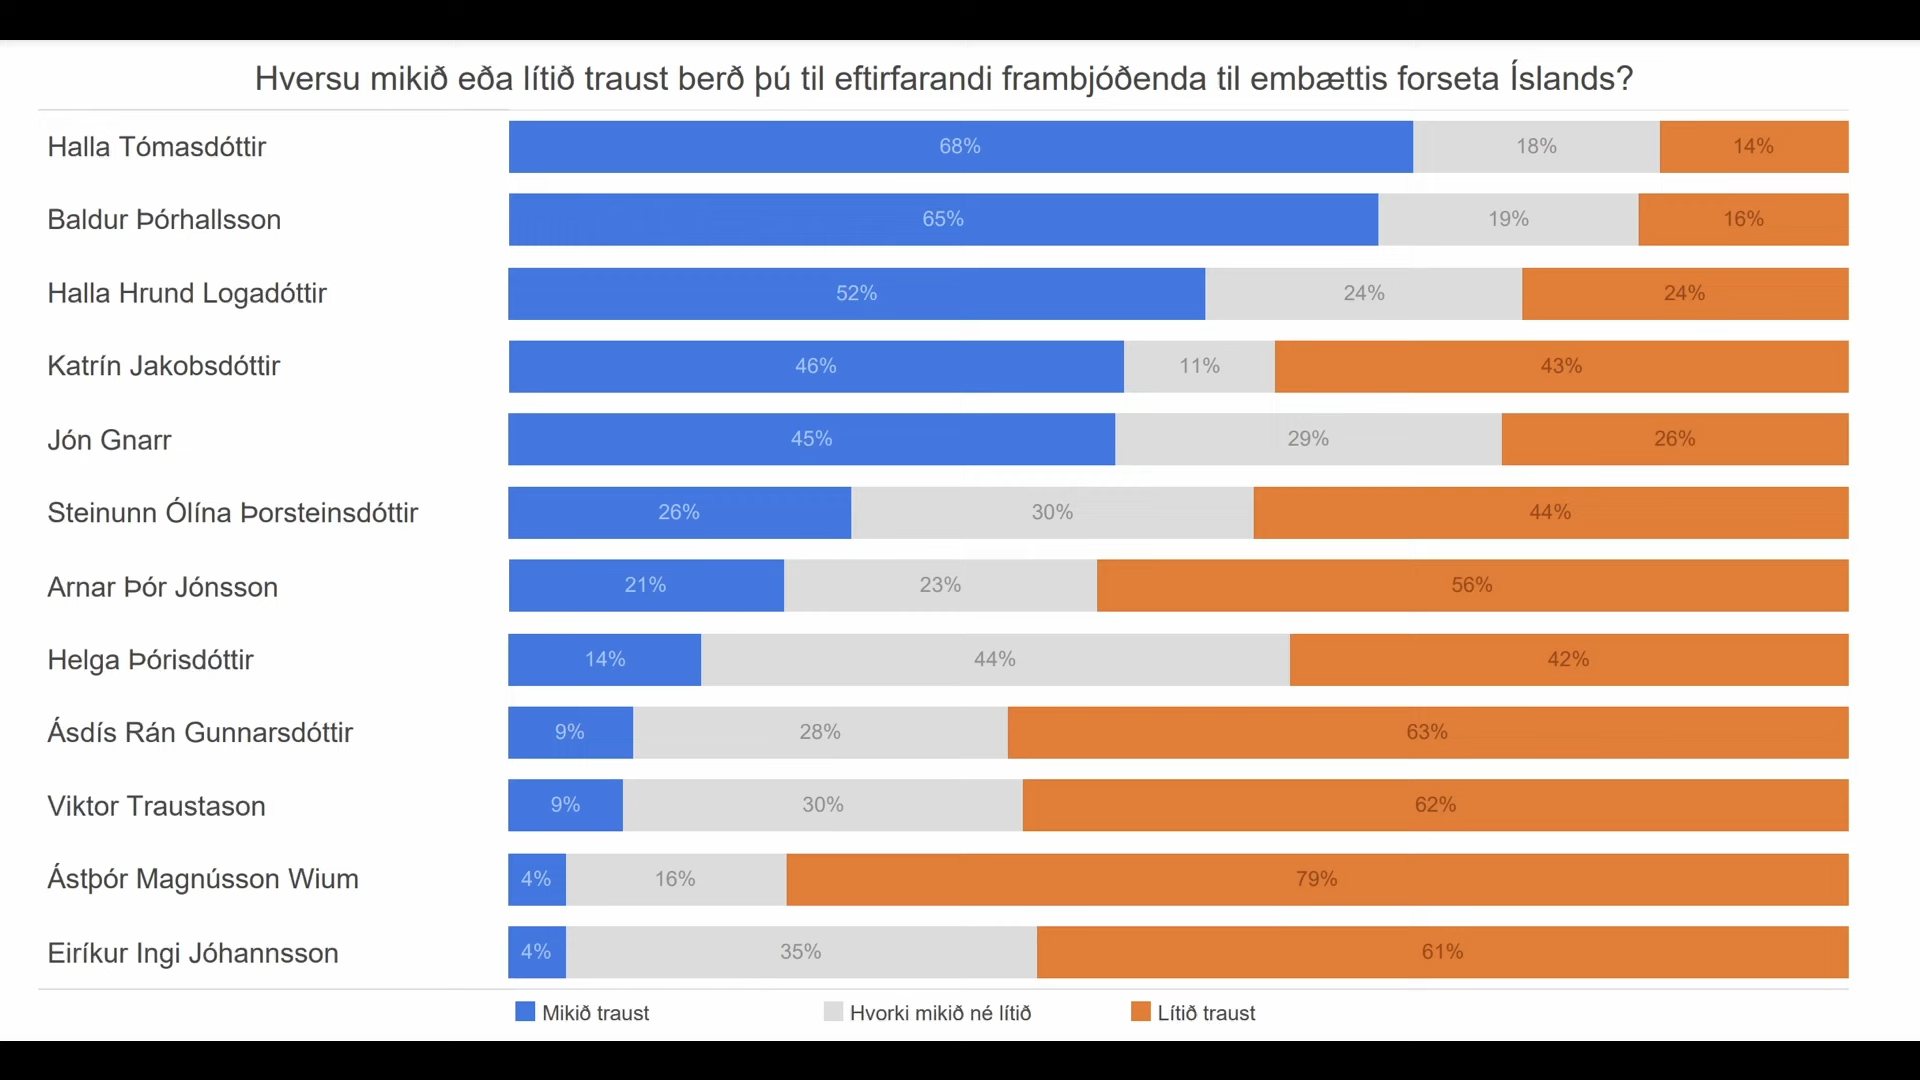 Hversu mikið eða lítið traust berð þú til eftirfarandi frambjóðenda til embættis forseta Íslands?
Halla Tómasdóttir 68% 18% 14%
Baldur Þórhallsson 65% 19% 16%
Halla Hrund Logadóttir 52% 24% 24%
Katrín Jakobsdóttir 46% 11% 43%
Jón Gnarr 45% 29% 26%
Steinunn Ólína Þorsteinsdóttir 26% 30% 44%
Arnar Þór Jónsson 21% 23% 56%
Helga Þórisdóttir 14% 44% 42%
Ásdís Rán Gunnarsdóttir 9% 28% 63%
Viktor Traustason 9% 30% 62%
Ástþór Magnússon Wium 4% 16% 79%
Eiríkur Ingi Jóhannsson 4% 35% 61%
Mikið traust Hvorki mikið né lítið Lítið traust